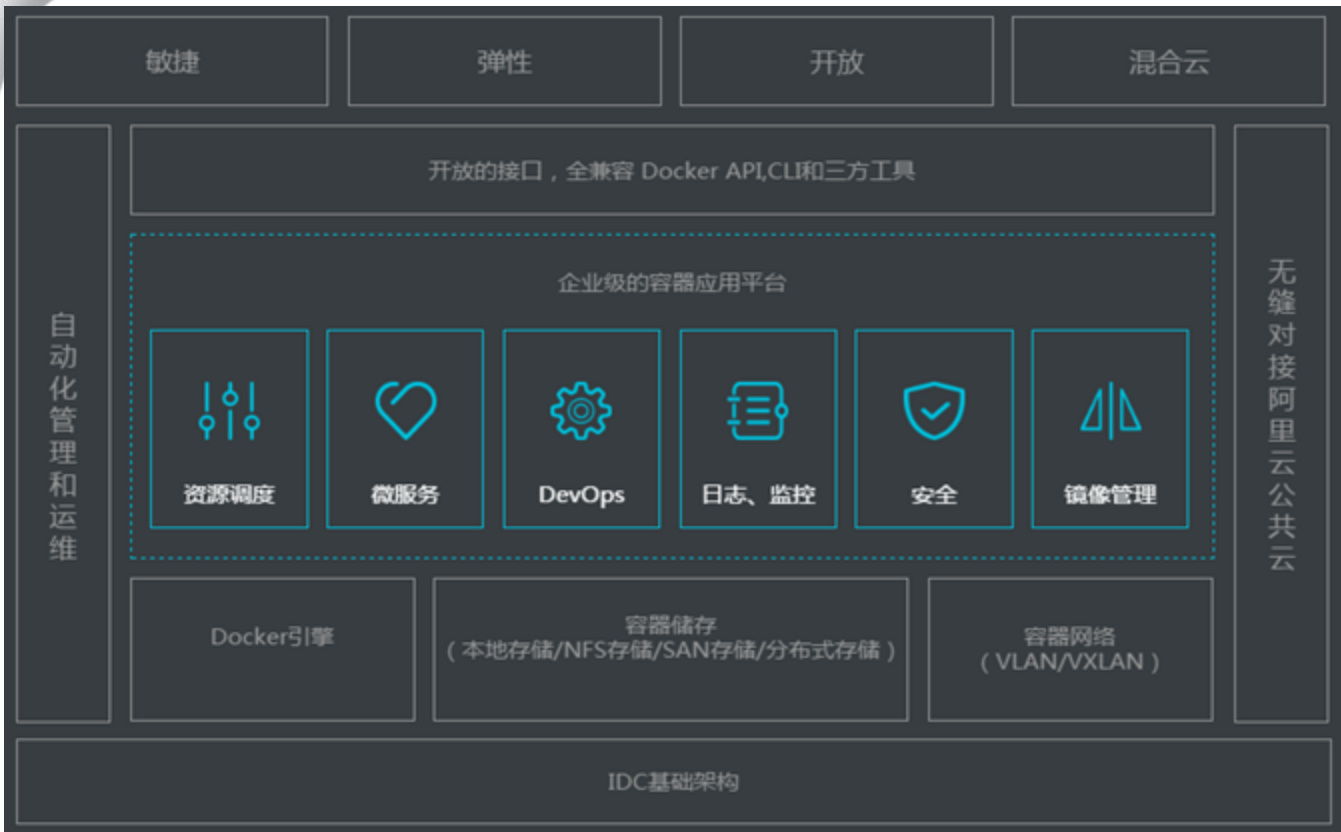 敏捷
弹性
开放
混合云
开放的接口，全兼容 Docker API,CLI和三方工具
自动化管理和运维
企业级的容器应用平台
资源调度
微服务
DevOps
日志、监控
安全
镜像管理
无缝对接阿里云公共云
Docker引擎
容器储存
（本地存储/NFS存储/SAN存储/分布式存储）
容器网络
（VLAN/VXLAN）
IDC基础架构